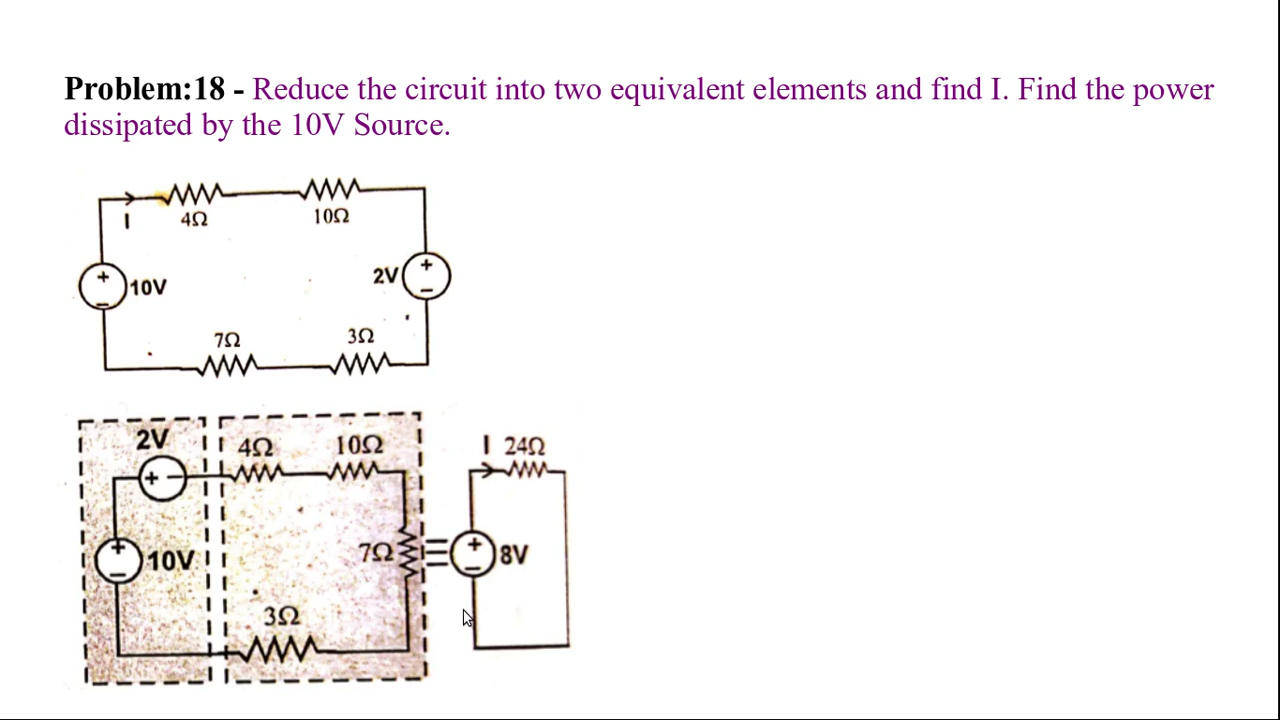 Problem:18 - Reduce the circuit into two equivalent elements and find I. Find the power
dissipated by the 10V Source.
I 4Ω 10Ω
+ 10V − 2V + −
7Ω 3Ω
2V 4Ω 10Ω I 24Ω
+ −
+ 10V − 7Ω + 8V −
3Ω